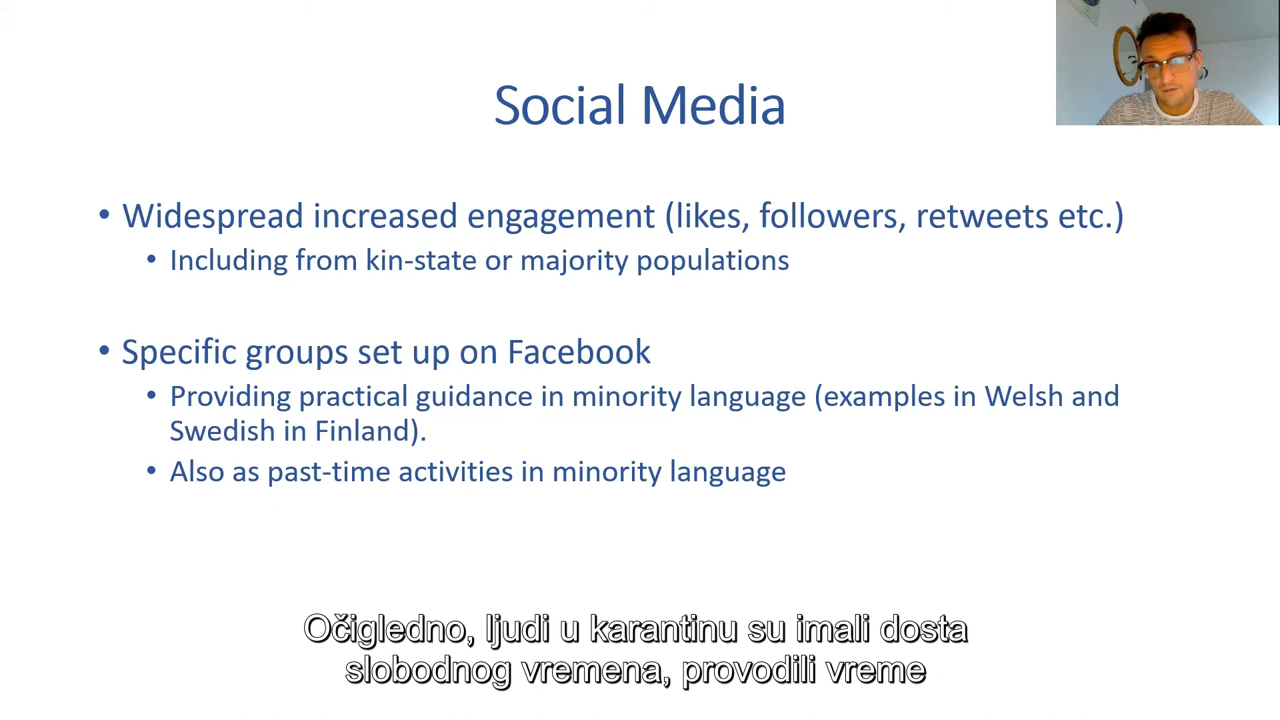 Social Media
• Widespread increased engagement (likes, followers, retweets etc.)
• Including from kin-state or majority populations
• Specific groups set up on Facebook
• Providing practical guidance in minority language (examples in Welsh and
Swedish in Finland).
• Also as past-time activities in minority language
Očigledno, ljudi u karantinu su imali dosta
slobodnog vremena, provodili vreme